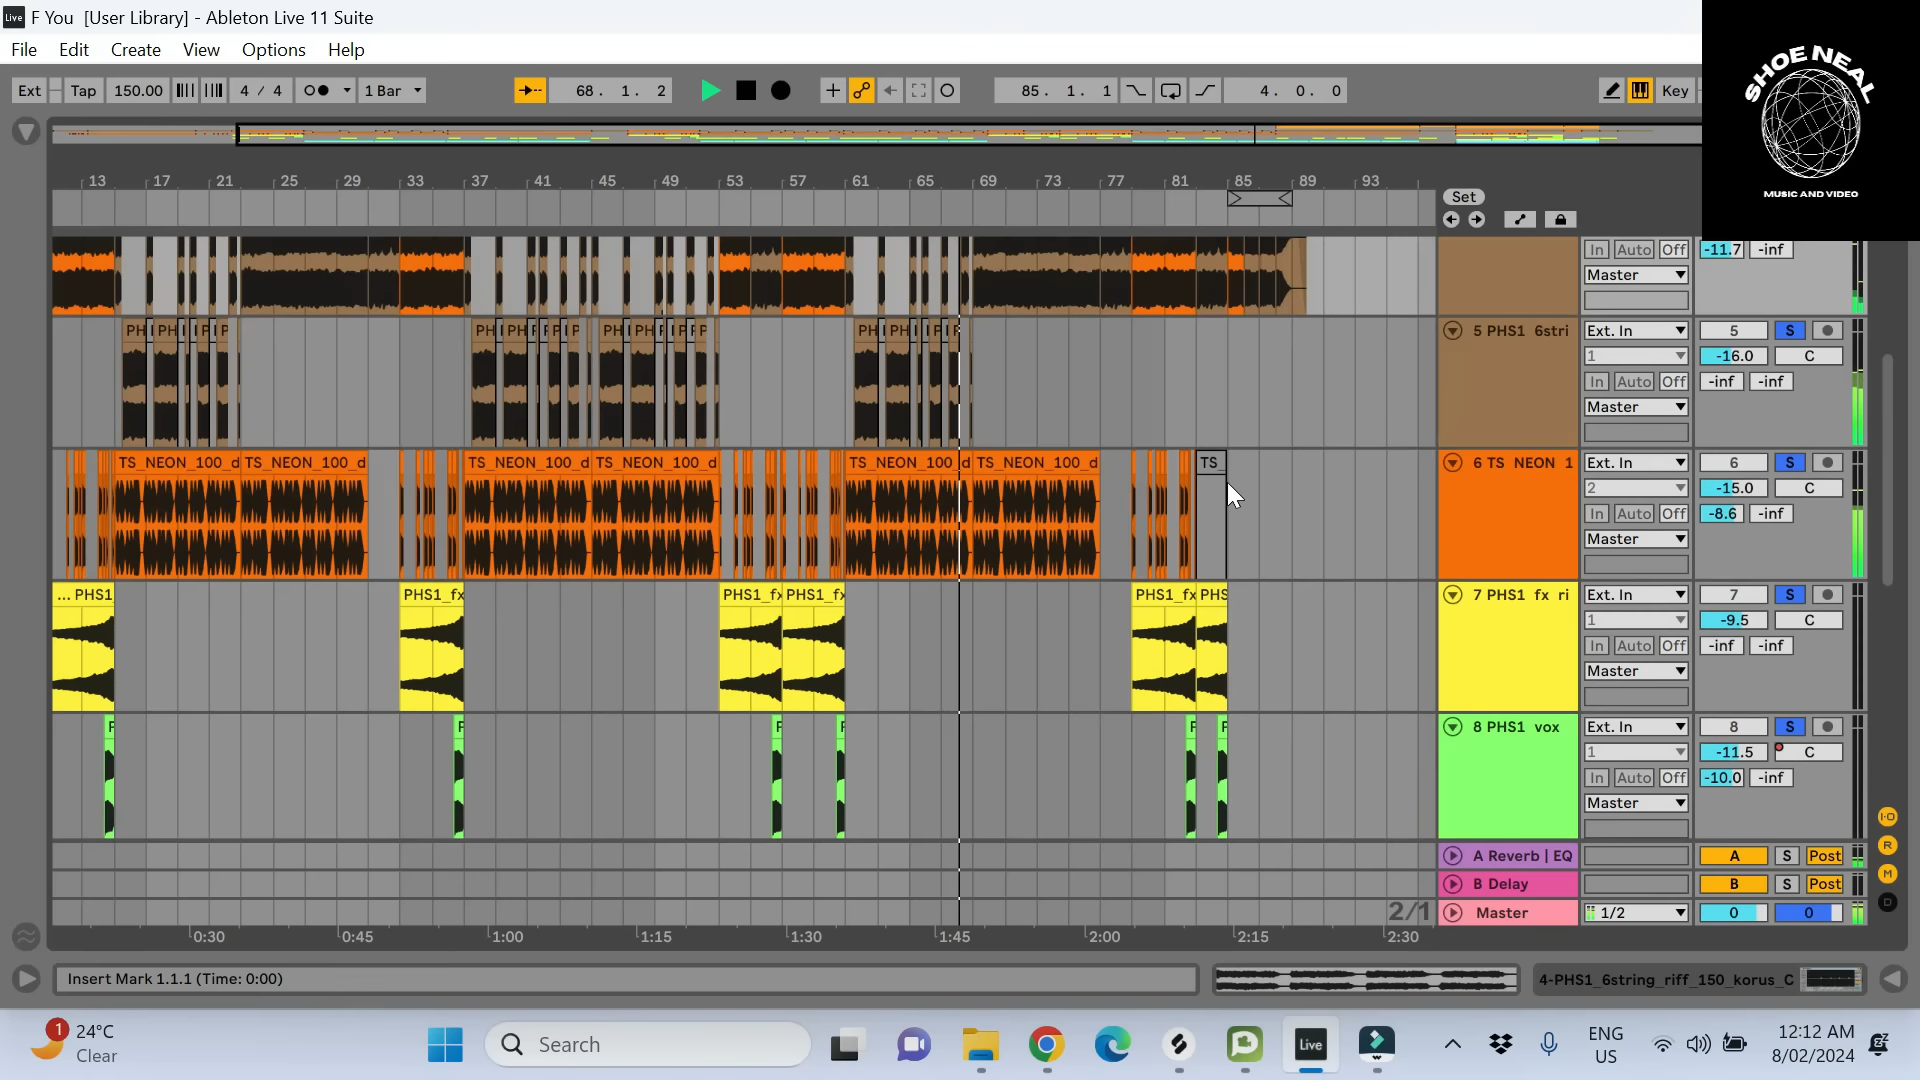 F You [User Library] - Ableton Live 11 Suite
File Edit Create View Options Help
Ext Tap 150.00 4 / 4 1 Bar 68. 1. 2 85. 1. 1 4. 0. 0 Key
SHOE NEAL
MUSIC AND VIDEO
13 17 21 25 29 33 37 41 45 49 53 57 61 65 69 73 77 81 85 89 93
Set
In Auto Off -11.7 -inf
Master
5 PHS1 6stri Ext. In 5 S
1 -16.0 C
In Auto Off -inf -inf
Master
TS_NEON_100_d TS_NEON_100_d TS_NEON_100_d TS_NEON_100_d TS_NEON_100_d TS_NEON_100_d TS_ 6 TS NEON 1 Ext. In 6 S
2 -15.0 C
In Auto Off -8.6 -inf
Master
... PHS1 PHS1_fx PHS1_fx PHS1_fx PHS1_fx PHS 7 PHS1 fx ri Ext. In 7 S
1 -9.5 C
In Auto Off -inf -inf
Master
8 PHS1 vox Ext. In 8 S
1 -11.5 C
In Auto Off -10.0 -inf
Master
A Reverb | EQ A S Post
B Delay B S Post
2/1 Master 1/2 0 0
0:30 0:45 1:00 1:15 1:30 1:45 2:00 2:15 2:30
Insert Mark 1.1.1 (Time: 0:00) 4-PHS1_6string_riff_150_korus_C
1 24°C
Clear
Search
Live
ENG
US
12:12 AM
8/02/2024